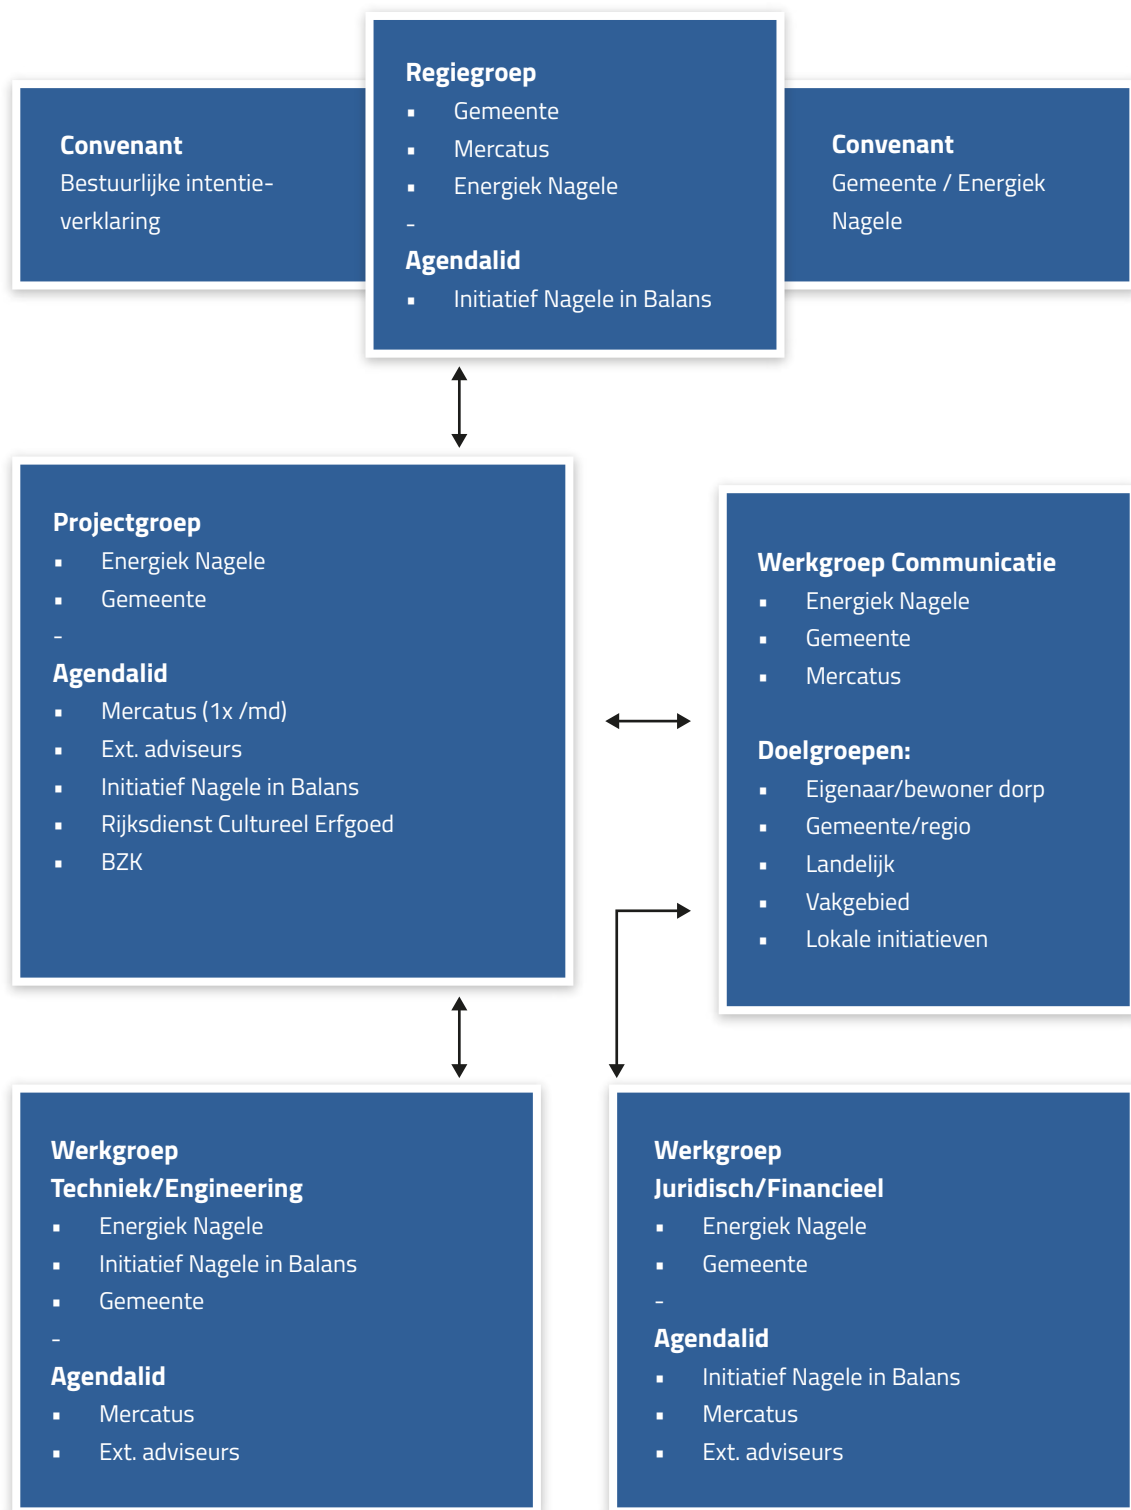 Convenant
Bestuurlijke intentie-
verklaring
Regiegroep
▪ Gemeente
▪ Mercatus
▪ Energiek Nagele
-
Agendalid
▪ Initiatief Nagele in Balans
Convenant
Gemeente / Energiek
Nagele
Projectgroep
▪ Energiek Nagele
▪ Gemeente
-
Agendalid
▪ Mercatus (1x /md)
▪ Ext. adviseurs
▪ Initiatief Nagele in Balans
▪ Rijksdienst Cultureel Erfgoed
▪ BZK
Werkgroep Communicatie
▪ Energiek Nagele
▪ Gemeente
▪ Mercatus
Doelgroepen:
▪ Eigenaar/bewoner dorp
▪ Gemeente/regio
▪ Landelijk
▪ Vakgebied
▪ Lokale initiatieven
Werkgroep
Techniek/Engineering
▪ Energiek Nagele
▪ Initiatief Nagele in Balans
▪ Gemeente
-
Agendalid
▪ Mercatus
▪ Ext. adviseurs
Werkgroep
Juridisch/Financieel
▪ Energiek Nagele
▪ Gemeente
-
Agendalid
▪ Initiatief Nagele in Balans
▪ Mercatus
▪ Ext. adviseurs